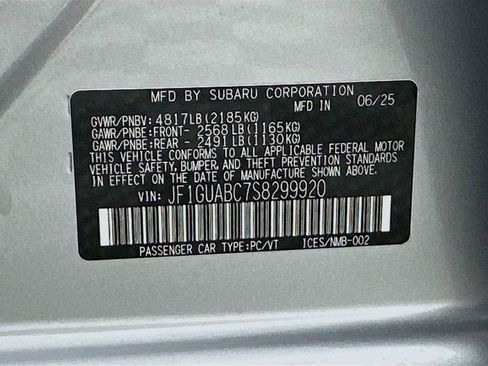 MFD BY SUBARU CORPORATION
MFD IN 06/25
GVWR/PNBV: 4817LB(2185KG)
GAWR/PNBE:FRONT- 2568LB(1165KG)
GAWR/PNBE:REAR - 2491LB(1130KG)
THIS VEHICLE CONFORMS TO ALL APPLICABLE FEDERAL MOTOR
VEHICLE SAFETY, BUMPER, AND THEFT PREVENTION STANDARDS
IN EFFECT ON THE DATE OF MANUFACTURE SHOWN ABOVE.
VIN: JF1GUABC7S8299920
PASSENGER CAR TYPE:PC/VT ICES/NMB-002